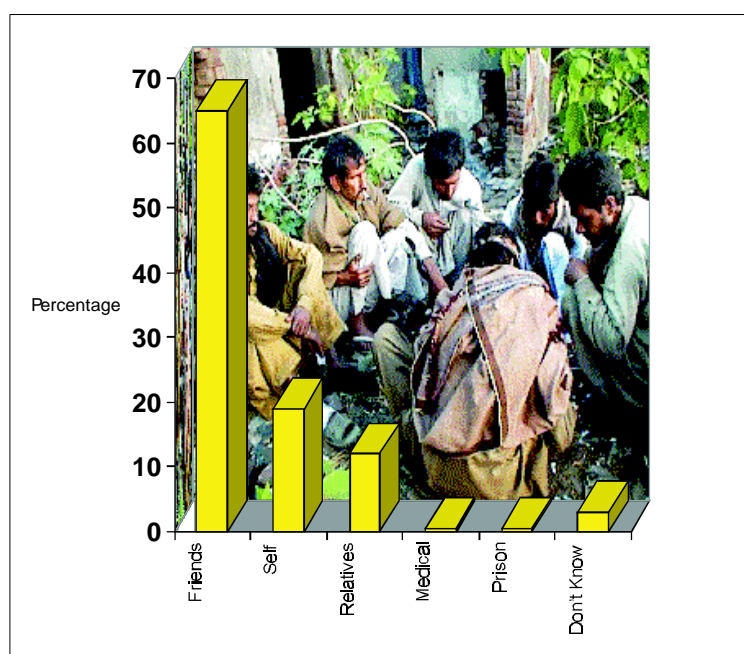 70
60
50
40
30
20
10
0
Percentage
Friends
Self
Relatives
Medical
Prison
Don't Know